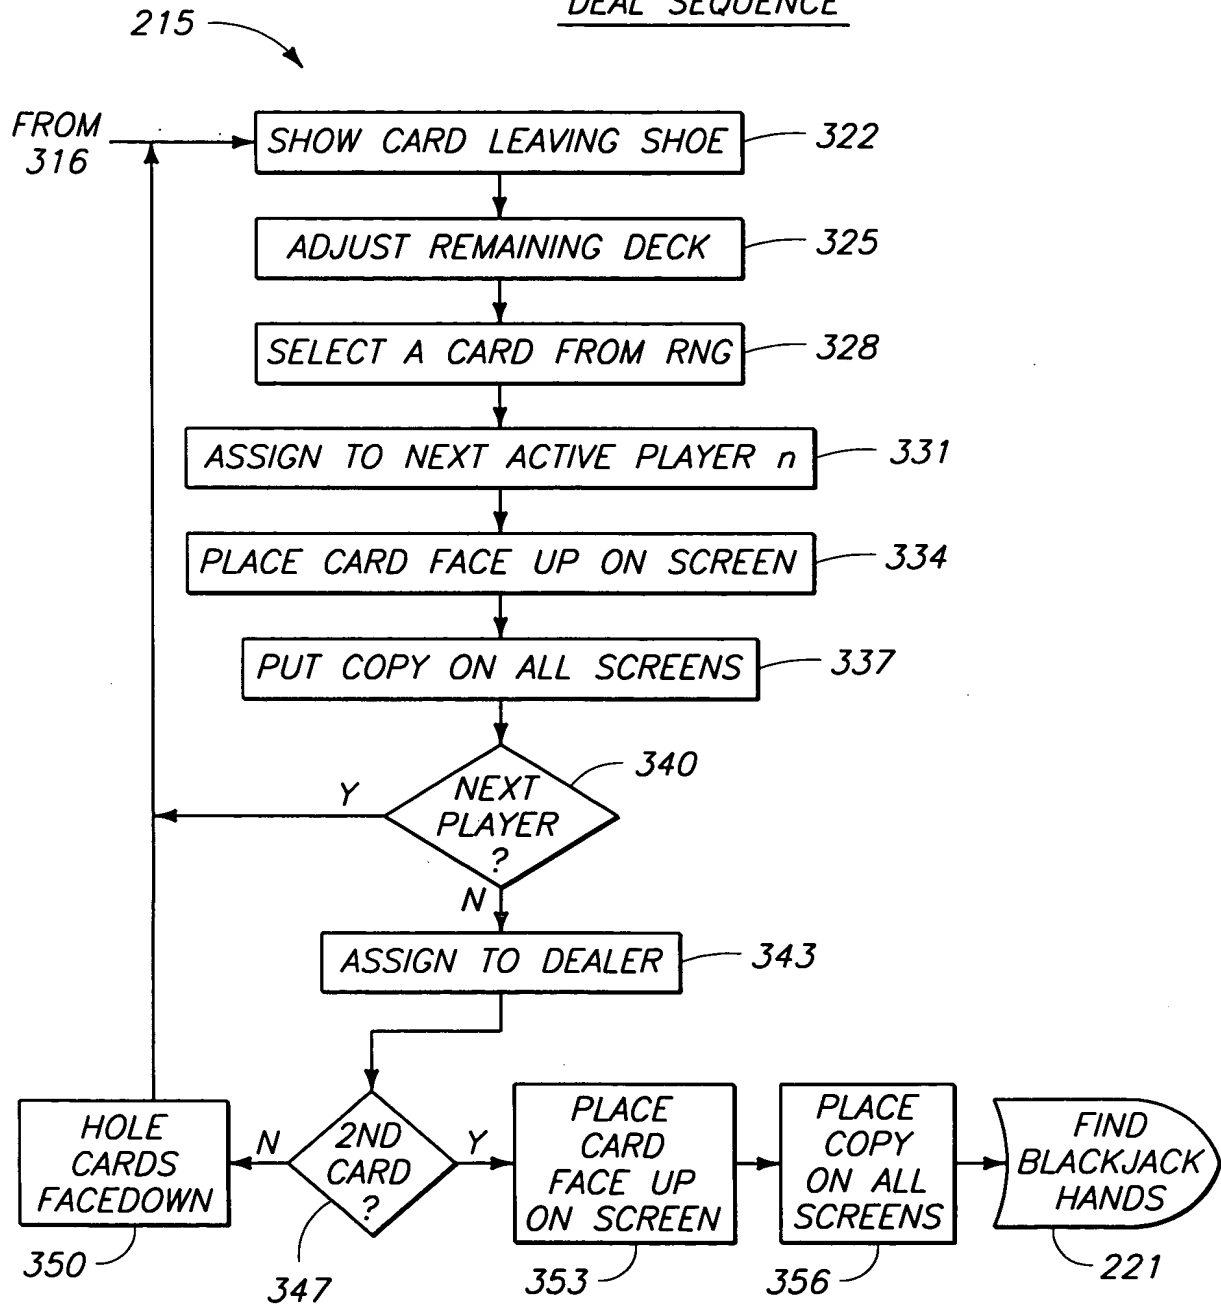 DEAL SEQUENCE
215
FROM
316
SHOW CARD LEAVING SHOE
322
ADJUST REMAINING DECK
325
SELECT A CARD FROM RNG
328
ASSIGN TO NEXT ACTIVE PLAYER n
331
PLACE CARD FACE UP ON SCREEN
334
PUT COPY ON ALL SCREENS
337
NEXT
PLAYER
?
340
Y
N
ASSIGN TO DEALER
343
HOLE
CARDS
FACEDOWN
350
N
2ND
CARD
?
347
Y
PLACE
CARD
FACE UP
ON SCREEN
353
PLACE
COPY
ON ALL
SCREENS
356
FIND
BLACKJACK
HANDS
221